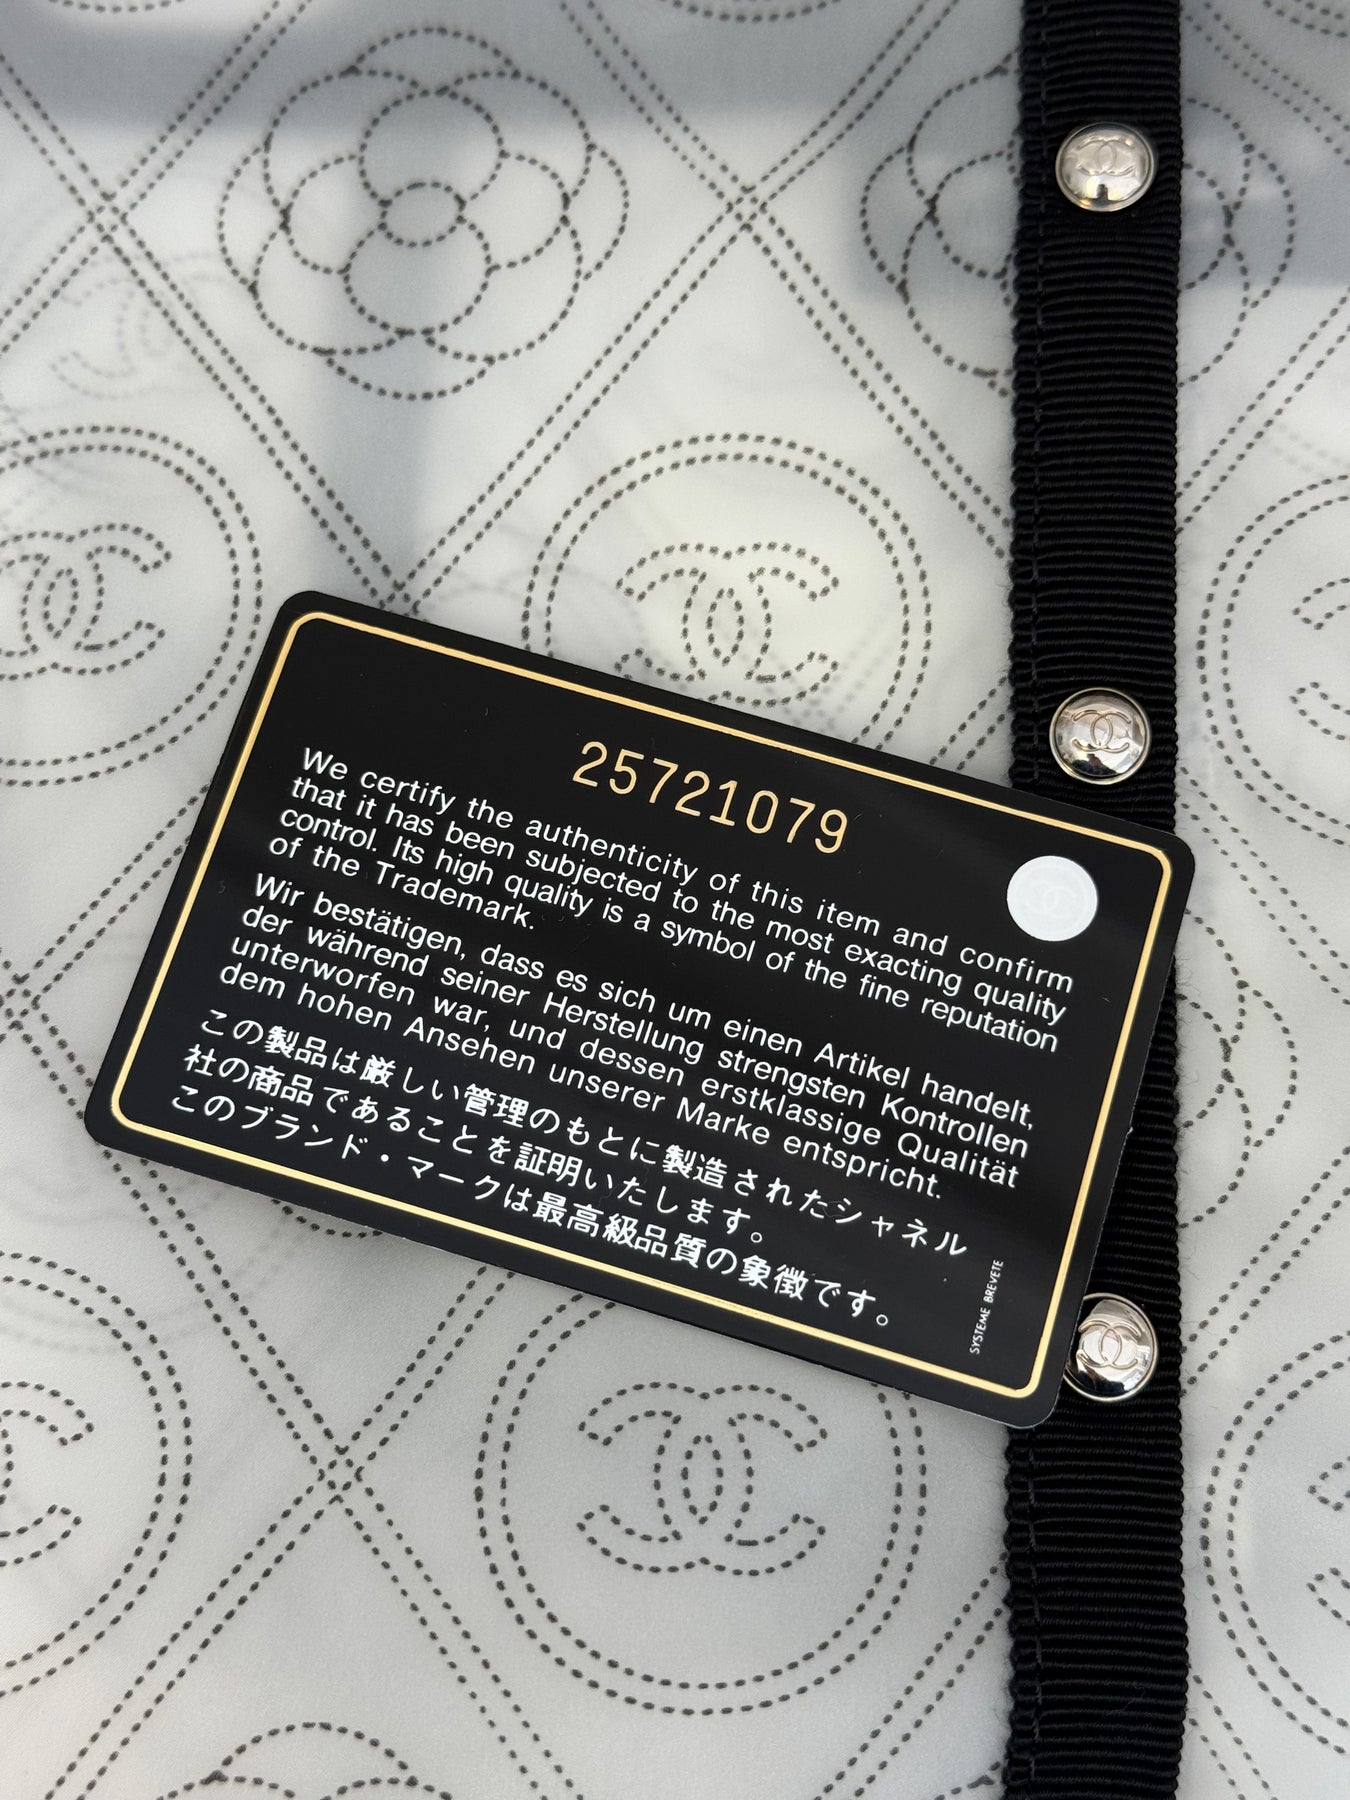 25721079
We certify the authenticity of this item and confirm
that it has been subjected to the most exacting quality
control. Its high quality is a symbol of the fine reputation
of the Trademark.
Wir bestätigen, dass es sich um einen Artikel handelt,
der während seiner Herstellung strengsten Kontrollen
unterworfen war, und dessen erstklassige Qualität
dem hohen Ansehen unserer Marke entspricht.
この製品は厳しい管理のもとに製造されたシャネル
社の商品であることを証明いたします。
このブランド・マークは最高級品質の象徴です。
SYSTEME BREVETE